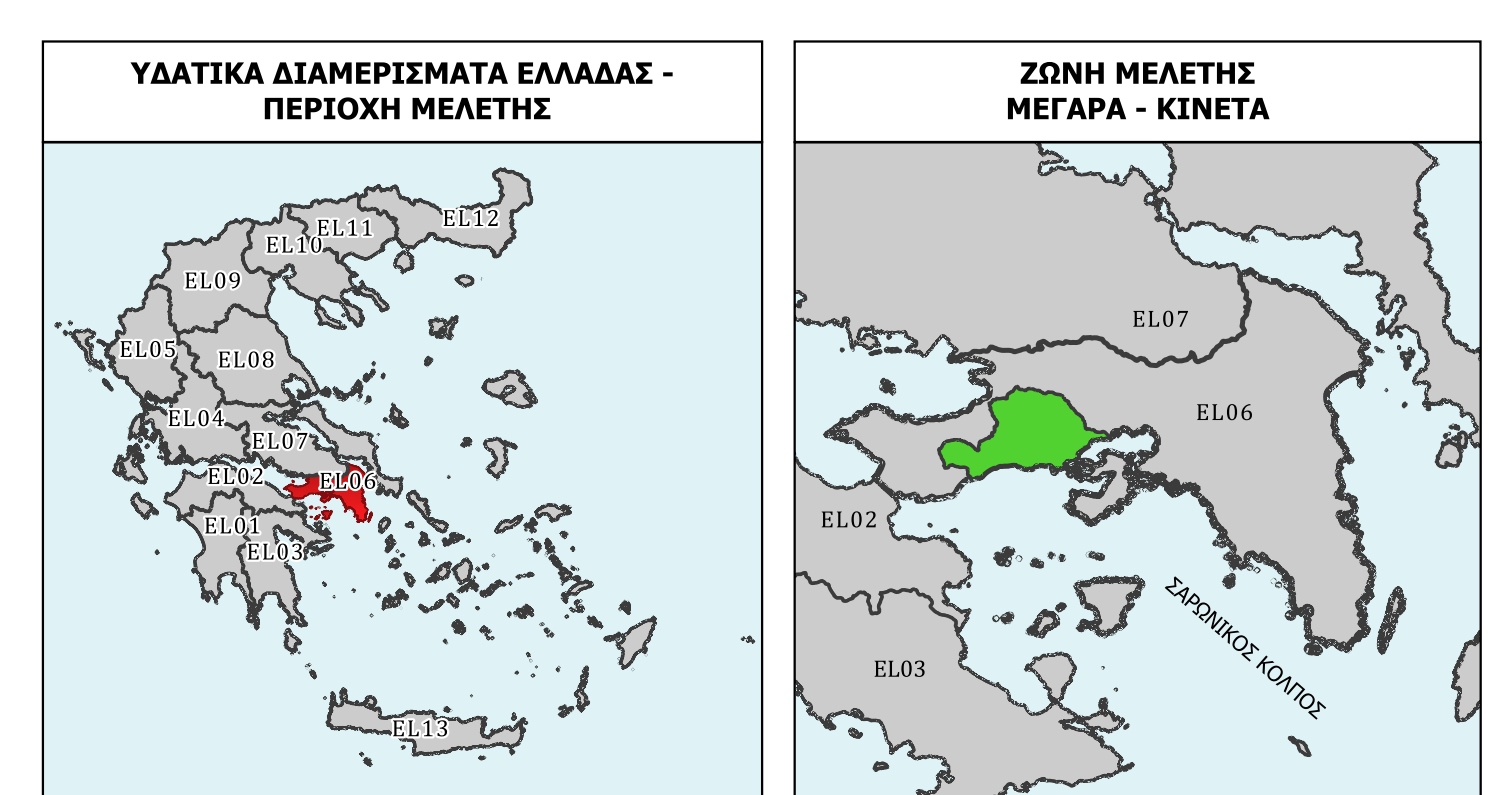 ΥΔΑΤΙΚΑ ΔΙΑΜΕΡΙΣΜΑΤΑ ΕΛΛΑΔΑΣ -
ΠΕΡΙΟΧΗ ΜΕΛΕΤΗΣ
EL12
EL11
EL10
EL09
EL05
EL08
EL04
EL07
EL02
EL06
EL01
EL03
EL13
ΖΩΝΗ ΜΕΛΕΤΗΣ
ΜΕΓΑΡΑ - ΚΙΝΕΤΑ
EL07
EL06
EL02
ΣΑΡΩΝΙΚΟΣ ΚΟΛΠΟΣ
EL03